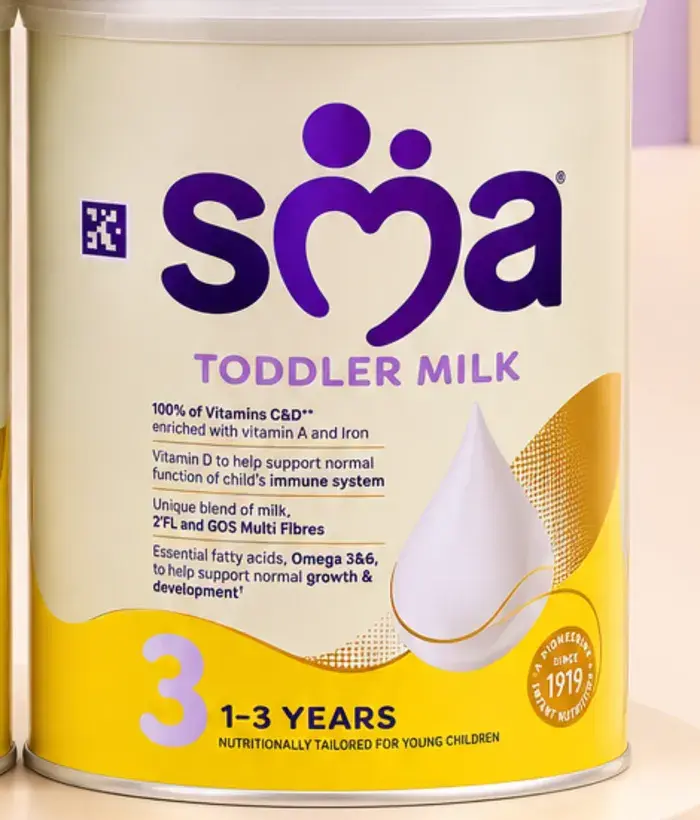 sma®
TODDLER MILK
100% of Vitamins C&D**
enriched with vitamin A and Iron
Vitamin D to help support normal
function of child's immune system
Unique blend of milk,
2'FL and GOS Multi Fibres
Essential fatty acids, Omega 3&6,
to help support normal growth &
development†
3
1–3 YEARS
NUTRITIONALLY TAILORED FOR YOUNG CHILDREN
A PIONEERING
SINCE
1919
INFANT NUTRITION